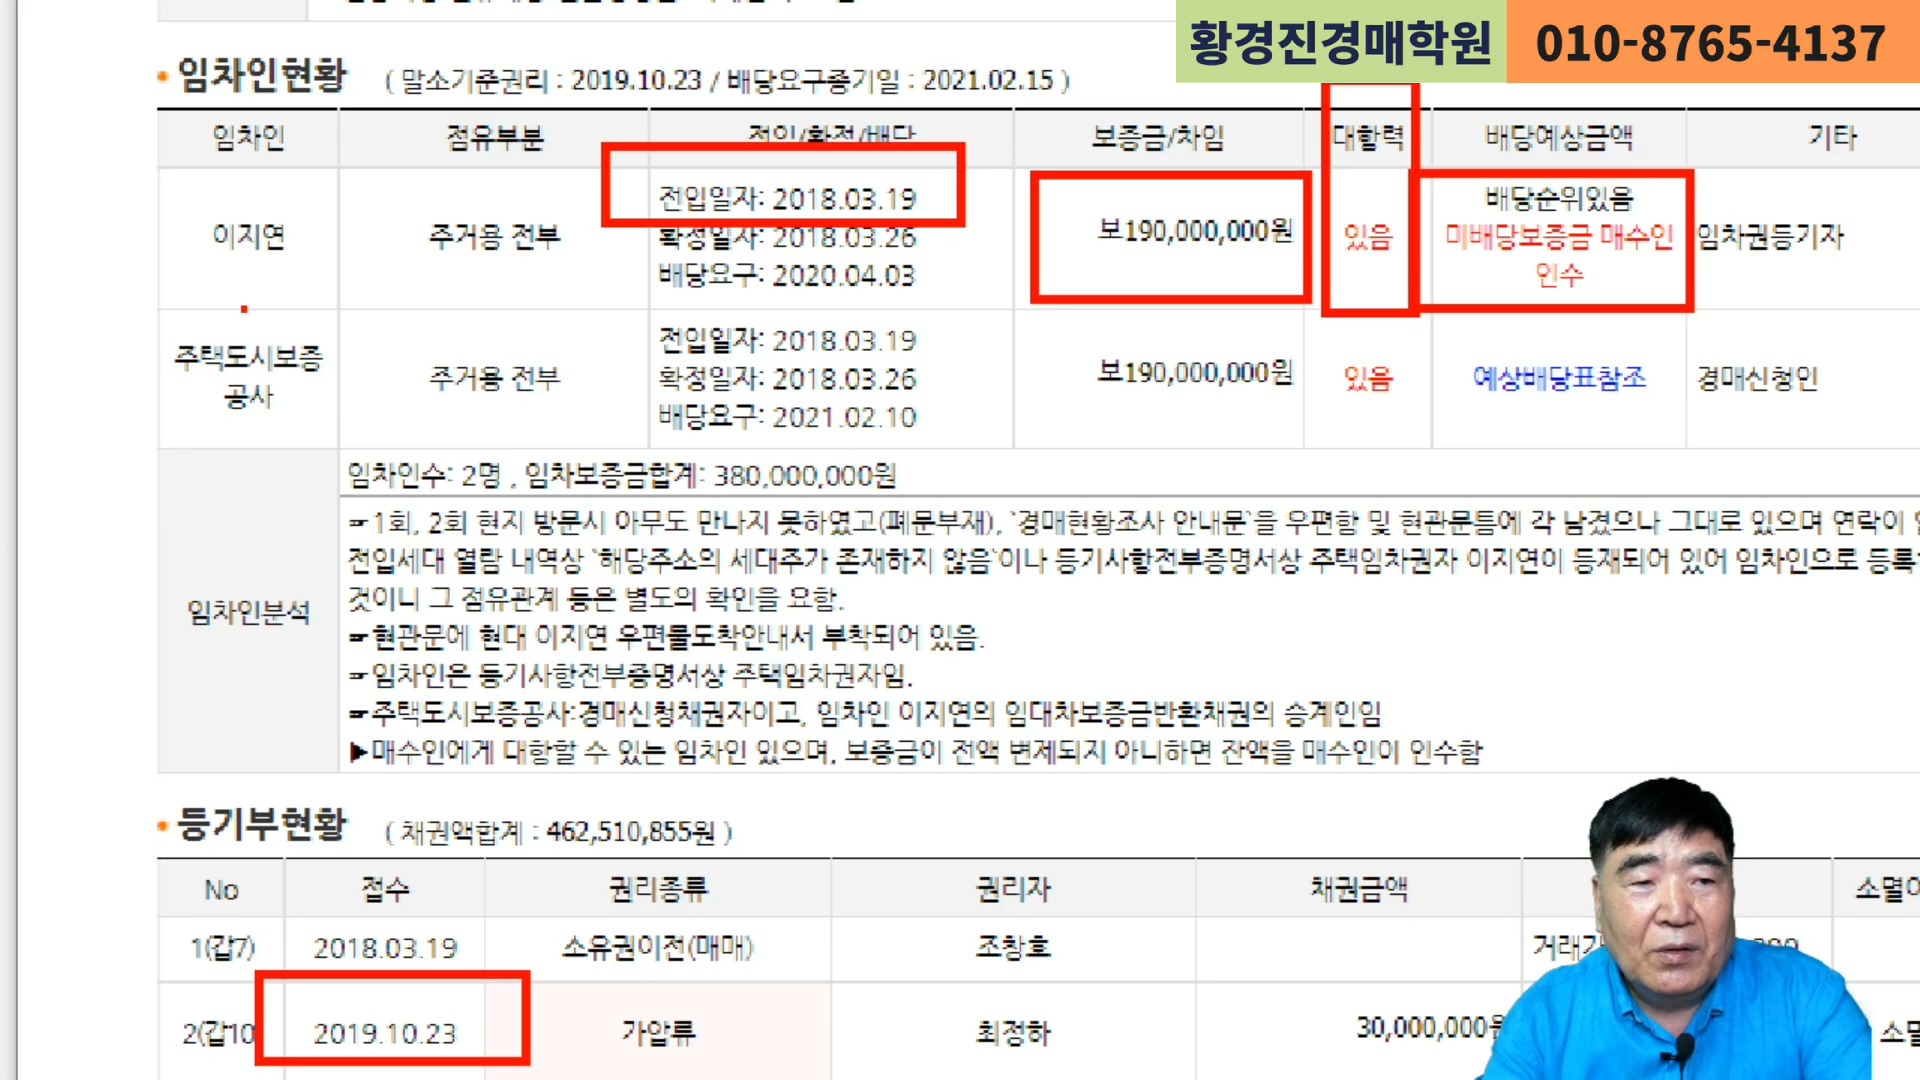 황경진경매학원 010-8765-4137
• 임차인현황 ( 말소기준권리 : 2019.10.23 / 배당요구종기일 : 2021.02.15 )
임차인 점유부분 전입/확정/배당 보증금/차임 대항력 배당예상금액 기타
이지연 주거용 전부 전입일자: 2018.03.19 확정일자: 2018.03.26 배당요구: 2020.04.03 보190,000,000원 있음 배당순위있음 미배당보증금 매수인 인수 임차권등기자
주택도시보증공사 주거용 전부 전입일자: 2018.03.19 확정일자: 2018.03.26 배당요구: 2021.02.10 보190,000,000원 있음 예상배당표참조 경매신청인
임차인분석
임차인수: 2명 , 임차보증금합계: 380,000,000원
☞1회, 2회 현지 방문시 아무도 만나지 못하였고(폐문부재), `경매현황조사 안내문`을 우편함 및 현관문틈에 각 남겼으나 그대로 있으며 연락이
전입세대 열람 내역상 `해당주소의 세대주가 존재하지 않음`이나 등기사항전부증명서상 주택임차권자 이지연이 등재되어 있어 임차인으로 등록
것이니 그 점유관계 등은 별도의 확인을 요함.
☞현관문에 현대 이지연 우편물도착안내서 부착되어 있음.
☞임차인은 등기사항전부증명서상 주택임차권자임.
☞주택도시보증공사:경매신청채권자이고, 임차인 이지연의 임대차보증금반환채권의 승계인임
▶매수인에게 대항할 수 있는 임차인 있으며, 보증금이 전액 변제되지 아니하면 잔액을 매수인이 인수함
• 등기부현황 ( 채권액합계 : 462,510,855원 )
No 접수 권리종류 권리자 채권금액 소멸
1(갑7) 2018.03.19 소유권이전(매매) 조창호 거래가
2(갑10 2019.10.23 가압류 최정하 30,000,000원 소멸